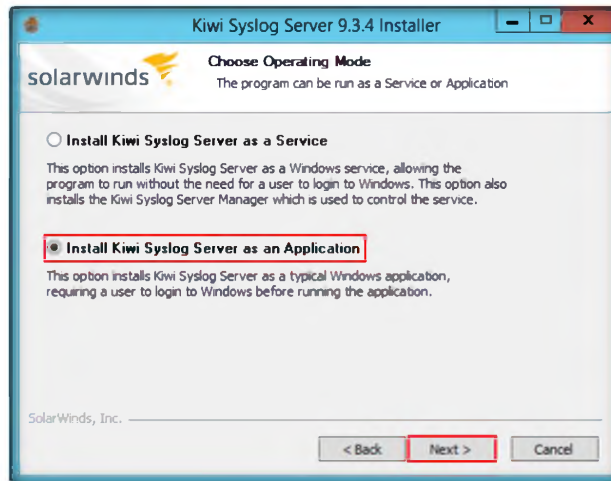 Kiwi Syslog Server 9.3.4 Installer
solarwinds
Choose Operating Mode
The program can be run as a Service or Application
Install Kiwi Syslog Server as a Service
This option installs Kiwi Syslog Server as a Windows service, allowing the
program to run without the need for a user to login to Windows. This option also
installs the Kiwi Syslog Server Manager which is used to control the service.
Install Kiwi Syslog Server as an Application
This option installs Kiwi Syslog Server as a typical Windows application,
requiring a user to login to Windows before running the application.
SolarWinds, Inc.
< Back Next > Cancel